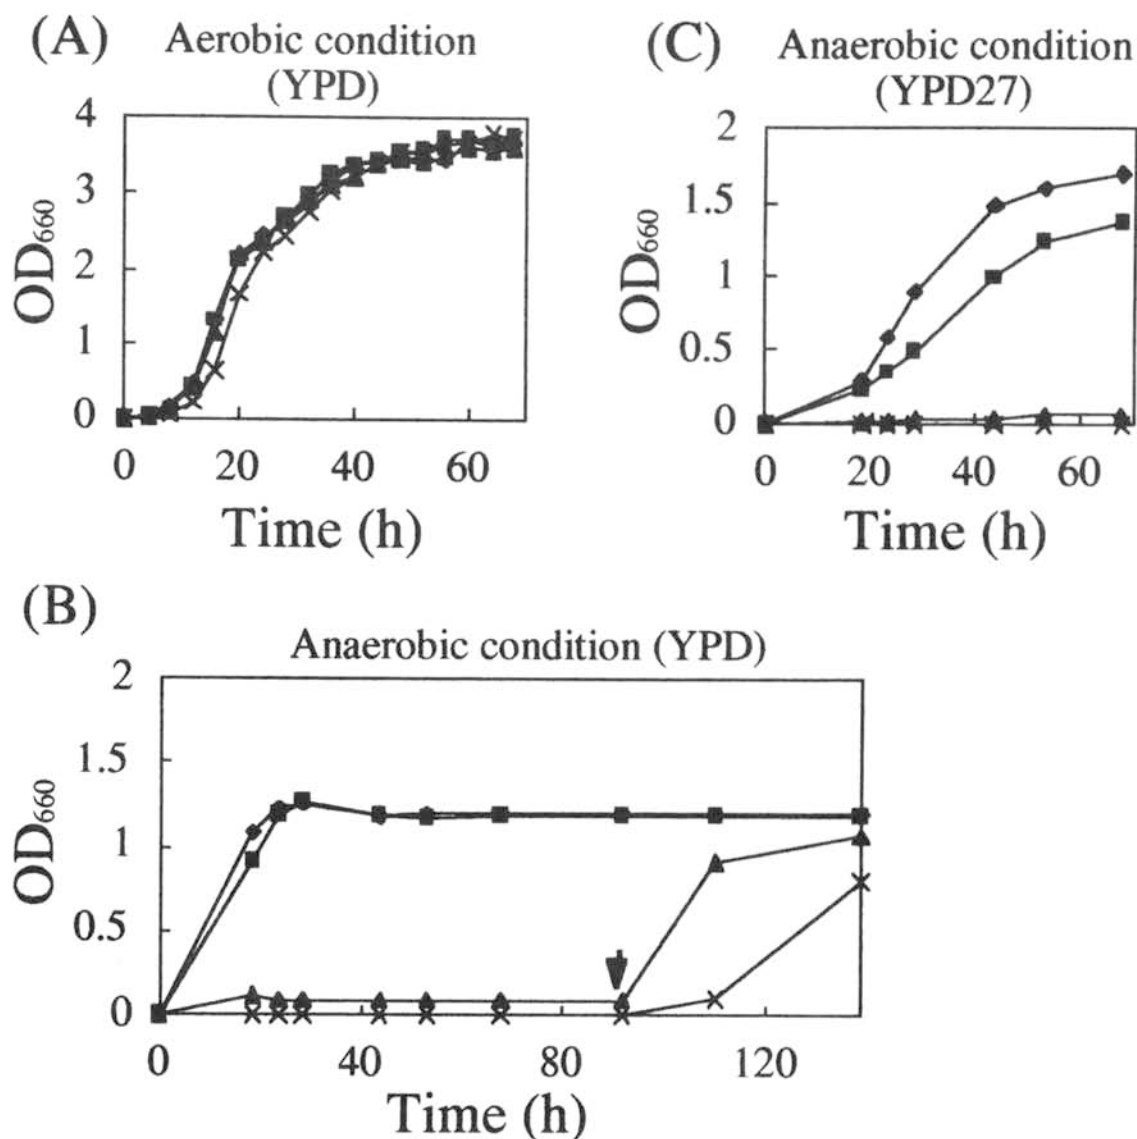 (A) Aerobic condition
(YPD)
4
3
2
1
0
OD660
0 20 40 60
Time (h)
(C) Anaerobic condition
(YPD27)
2
1.5
1
0.5
0
OD660
0 20 40 60
Time (h)
(B)
Anaerobic condition (YPD)
2
1.5
1
0.5
0
OD660
0 40 80 120
Time (h)